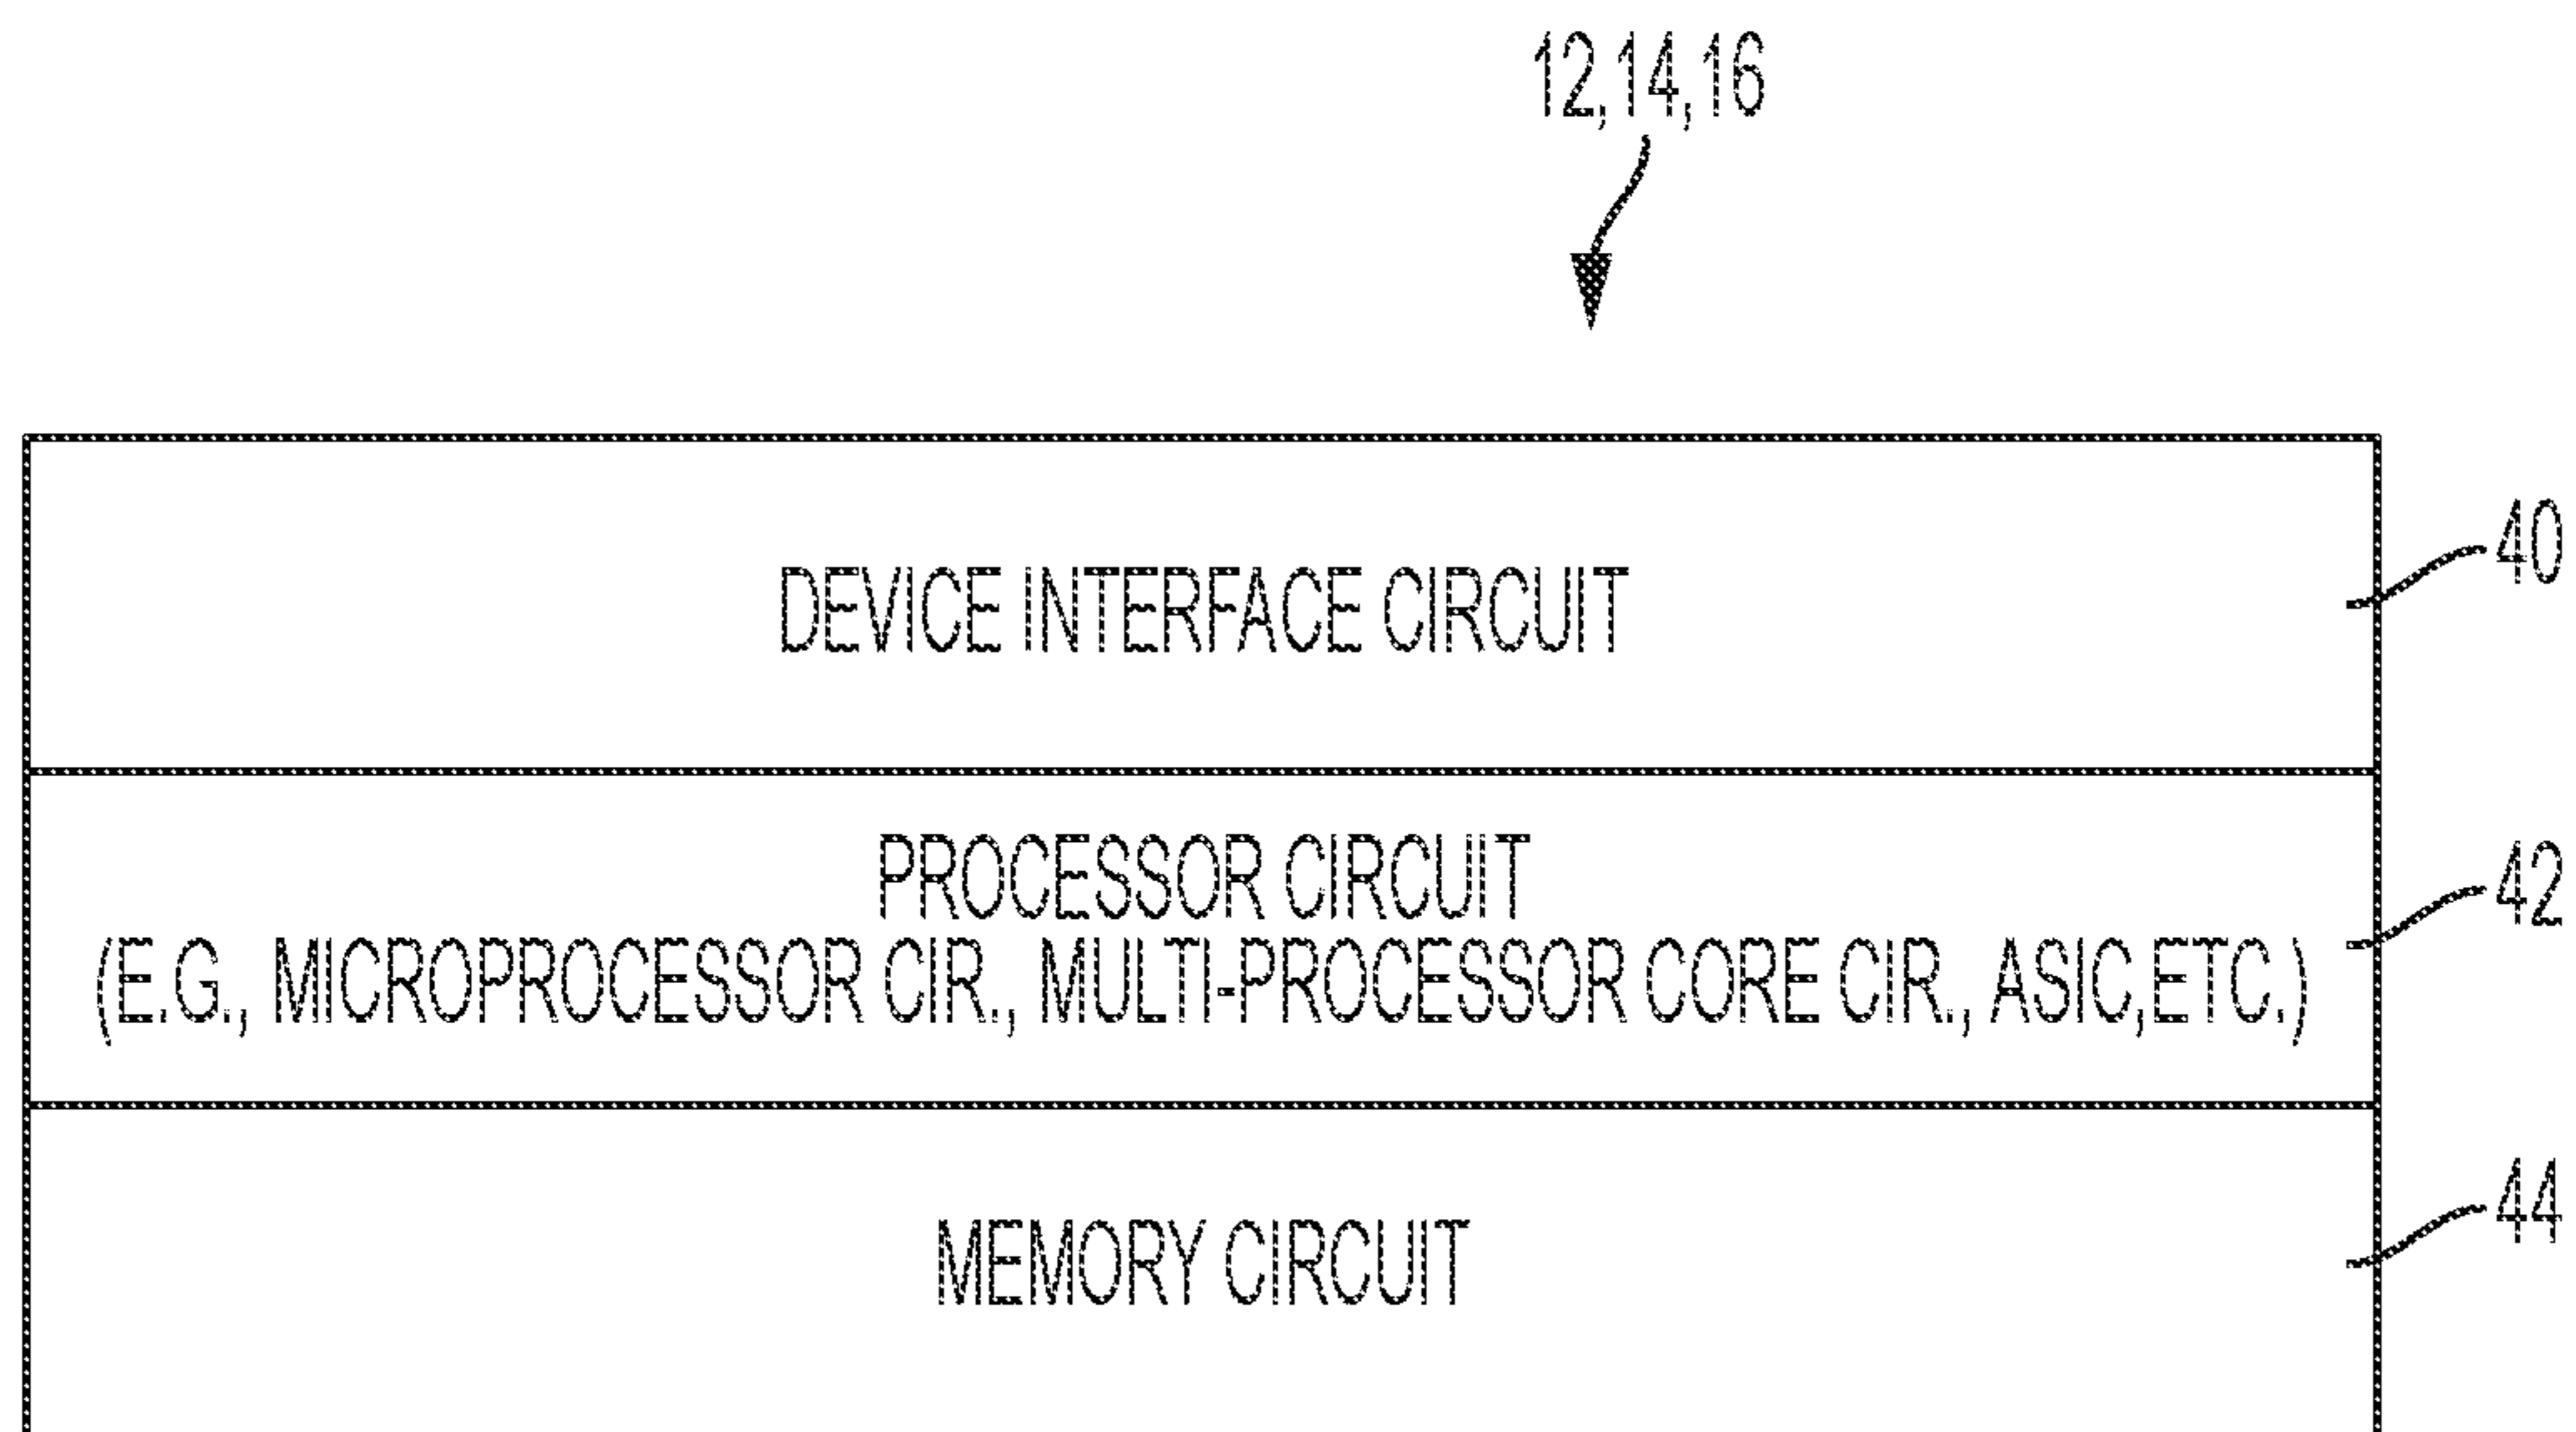 12,14,16
DEVICE INTERFACE CIRCUIT
40
PROCESSOR CIRCUIT
(E.G., MICROPROCESSOR CIR., MULTI-PROCESSOR CORE CIR., ASIC,ETC.)
42
MEMORY CIRCUIT
44